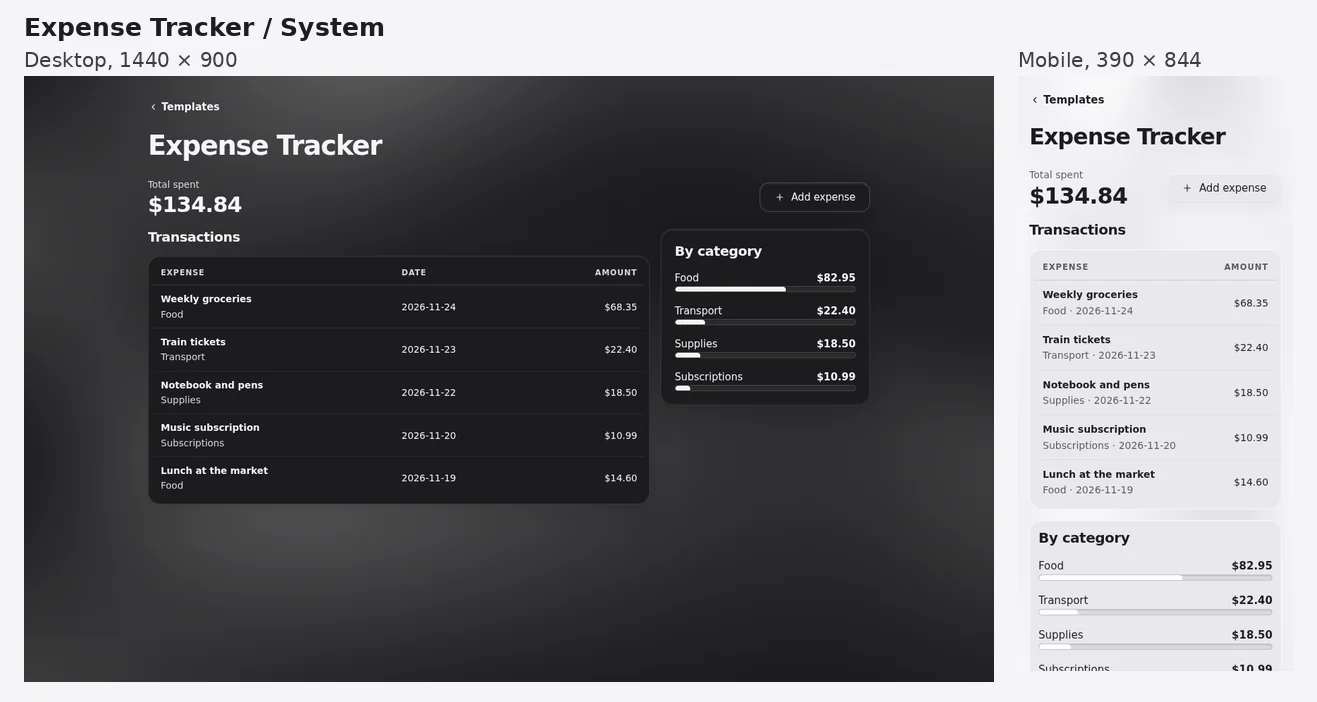 Expense Tracker / System
Desktop, 1440 × 900
‹ Templates
Expense Tracker
Total spent
$134.84
+ Add expense
Transactions
EXPENSE DATE AMOUNT
Weekly groceries
Food
2026-11-24 $68.35
Train tickets
Transport
2026-11-23 $22.40
Notebook and pens
Supplies
2026-11-22 $18.50
Music subscription
Subscriptions
2026-11-20 $10.99
Lunch at the market
Food
2026-11-19 $14.60
By category
Food $82.95
Transport $22.40
Supplies $18.50
Subscriptions $10.99
Mobile, 390 × 844
‹ Templates
Expense Tracker
Total spent
$134.84
+ Add expense
Transactions
EXPENSE AMOUNT
Weekly groceries
Food · 2026-11-24
$68.35
Train tickets
Transport · 2026-11-23
$22.40
Notebook and pens
Supplies · 2026-11-22
$18.50
Music subscription
Subscriptions · 2026-11-20
$10.99
Lunch at the market
Food · 2026-11-19
$14.60
By category
Food $82.95
Transport $22.40
Supplies $18.50
Subscriptions $10.99